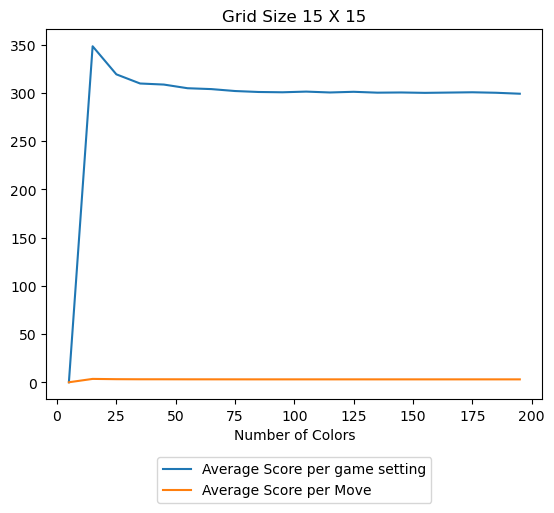 Grid Size 15 X 15
350
300
250
200
150
100
50
0
0 25 50 75 100 125 150 175 200
Number of Colors
Average Score per game setting
Average Score per Move